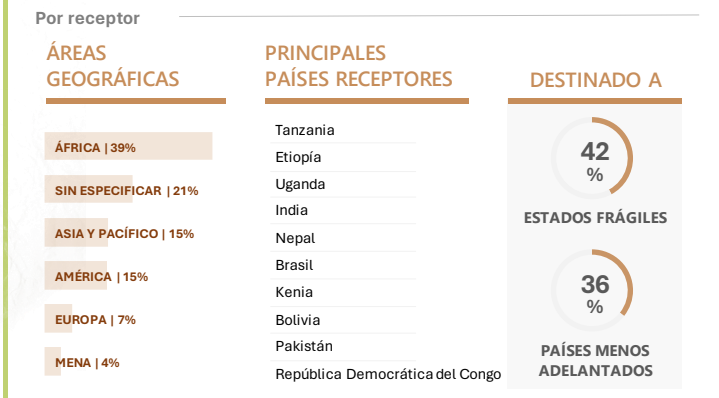 Por receptor
ÁREAS
GEOGRÁFICAS
ÁFRICA | 39%
SIN ESPECIFICAR | 21%
ASIA Y PACÍFICO | 15%
AMÉRICA | 15%
EUROPA | 7%
MENA | 4%
PRINCIPALES
PAÍSES RECEPTORES
Tanzania
Etiopía
Uganda
India
Nepal
Brasil
Kenia
Bolivia
Pakistán
República Democrática del Congo
DESTINADO A
42
%
ESTADOS FRÁGILES
36
%
PAÍSES MENOS
ADELANTADOS